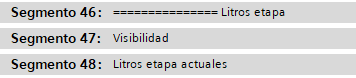 Segmento 46: =============== Litros etapa
Segmento 47: Visibilidad
Segmento 48: Litros etapa actuales